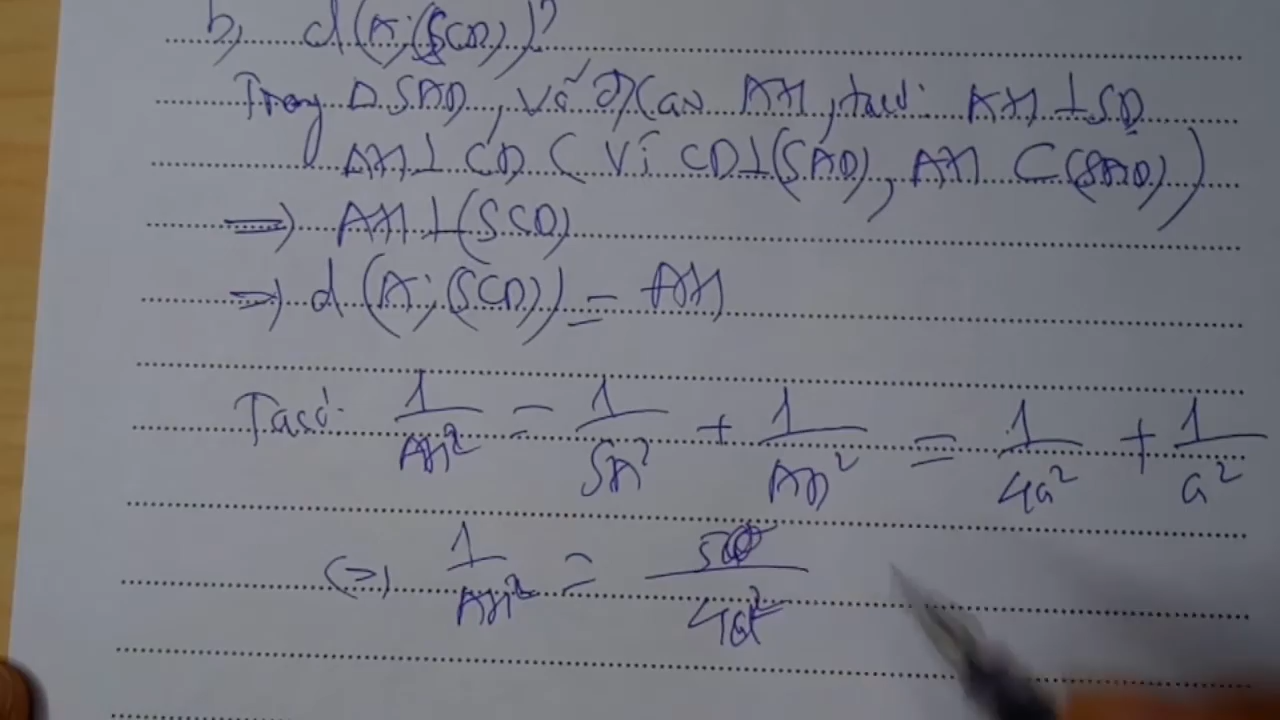 b) d(A;(SCD))?
Trong Δ SAD, vẽ đ/cao AH, ta có: AH ⊥ SD
AH ⊥ CD ( Vì CD ⊥ (SAD), AH ⊂ (SAD) )
=> AH ⊥ (SCD)
=> d(A;(SCD)) = AH
Ta có: 1/AH² = 1/SA² + 1/AD² = 1/4a² + 1/a²
<=> 1/AH² = 5/4a²